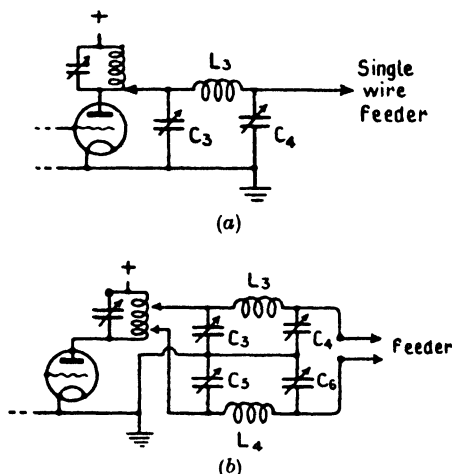 +
L3
Single
wire
Feeder
C3
C4
(a)
+
L3
C3
C4
Feeder
C5
C6
L4
(b)